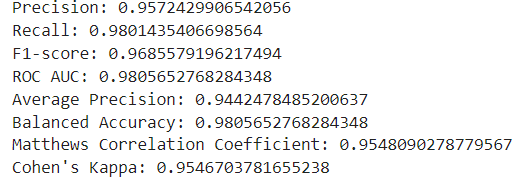 Precision: 0.9572429906542056
Recall: 0.9801435406698564
F1-score: 0.9685579196217494
ROC AUC: 0.9805652768284348
Average Precision: 0.9442478485200637
Balanced Accuracy: 0.9805652768284348
Matthews Correlation Coefficient: 0.9548090278779567
Cohen's Kappa: 0.9546703781655238